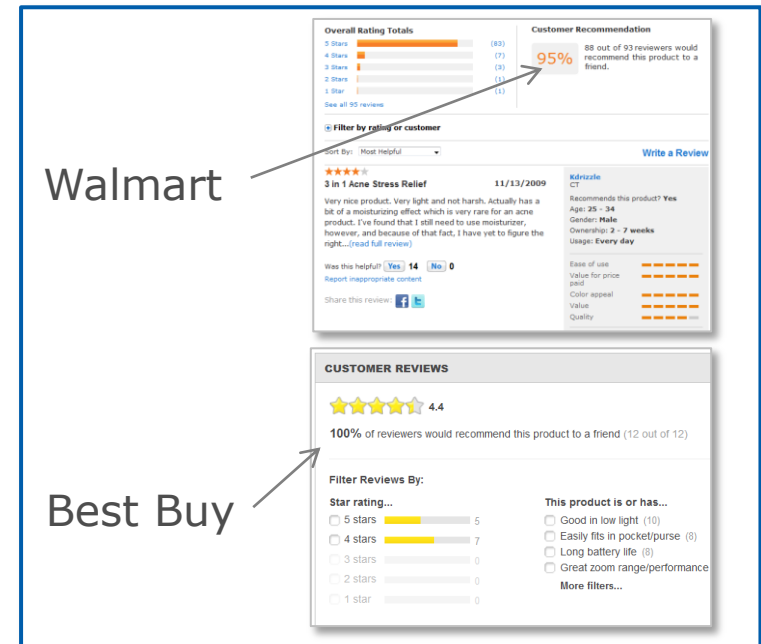 Walmart
Overall Rating Totals
5 Stars (83)
4 Stars (7)
3 Stars (3)
2 Stars (1)
1 Star (1)
See all 95 reviews
Customer Recommendation
95% 88 out of 93 reviewers would
recommend this product to a
friend.
Filter by rating or customer
Sort By: Most Helpful
Write a Review
3 in 1 Acne Stress Relief 11/13/2009
Very nice product. Very light and not harsh. Actually has a
bit of a moisturizing effect which is very rare for an acne
product. I've found that I still need to use moisturizer,
however, and because of that fact, I have yet to figure the
right...(read full review)
Was this helpful? Yes 14 No 0
Report inappropriate content
Share this review:
Kdrizzle
CT
Recommends this product? Yes
Age: 25 - 34
Gender: Male
Ownership: 2 - 7 weeks
Usage: Every day
Ease of use
Value for price
paid
Color appeal
Value
Quality
Best Buy
CUSTOMER REVIEWS
4.4
100% of reviewers would recommend this product to a friend (12 out of 12)
Filter Reviews By:
Star rating...
5 stars 5
4 stars 7
3 stars 0
2 stars 0
1 star 0
This product is or has...
Good in low light (10)
Easily fits in pocket/purse (8)
Long battery life (8)
Great zoom range/performance
More filters...